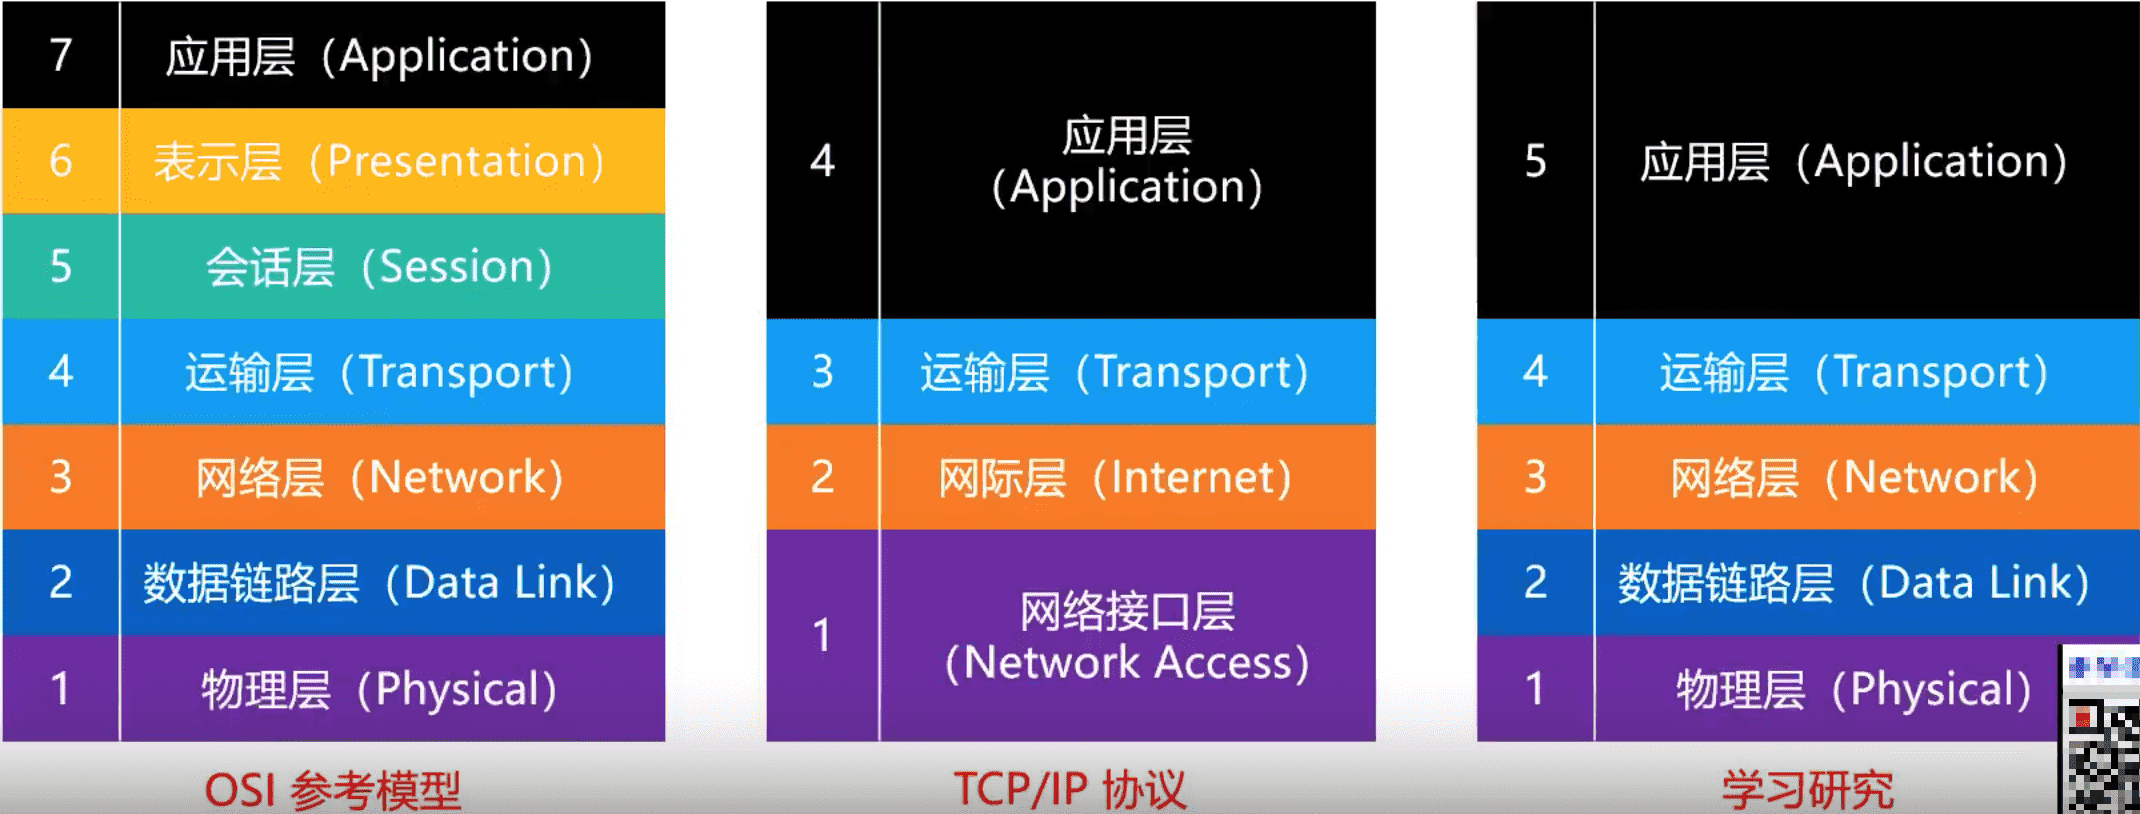 7 应用层（Application）
6 表示层（Presentation）
5 会话层（Session）
4 运输层（Transport）
3 网络层（Network）
2 数据链路层（Data Link）
1 物理层（Physical）
OSI 参考模型
4 应用层
（Application）
3 运输层（Transport）
2 网际层（Internet）
1 网络接口层
（Network Access）
TCP/IP 协议
5 应用层（Application）
4 运输层（Transport）
3 网络层（Network）
2 数据链路层（Data Link）
1 物理层（Physical）
学习研究